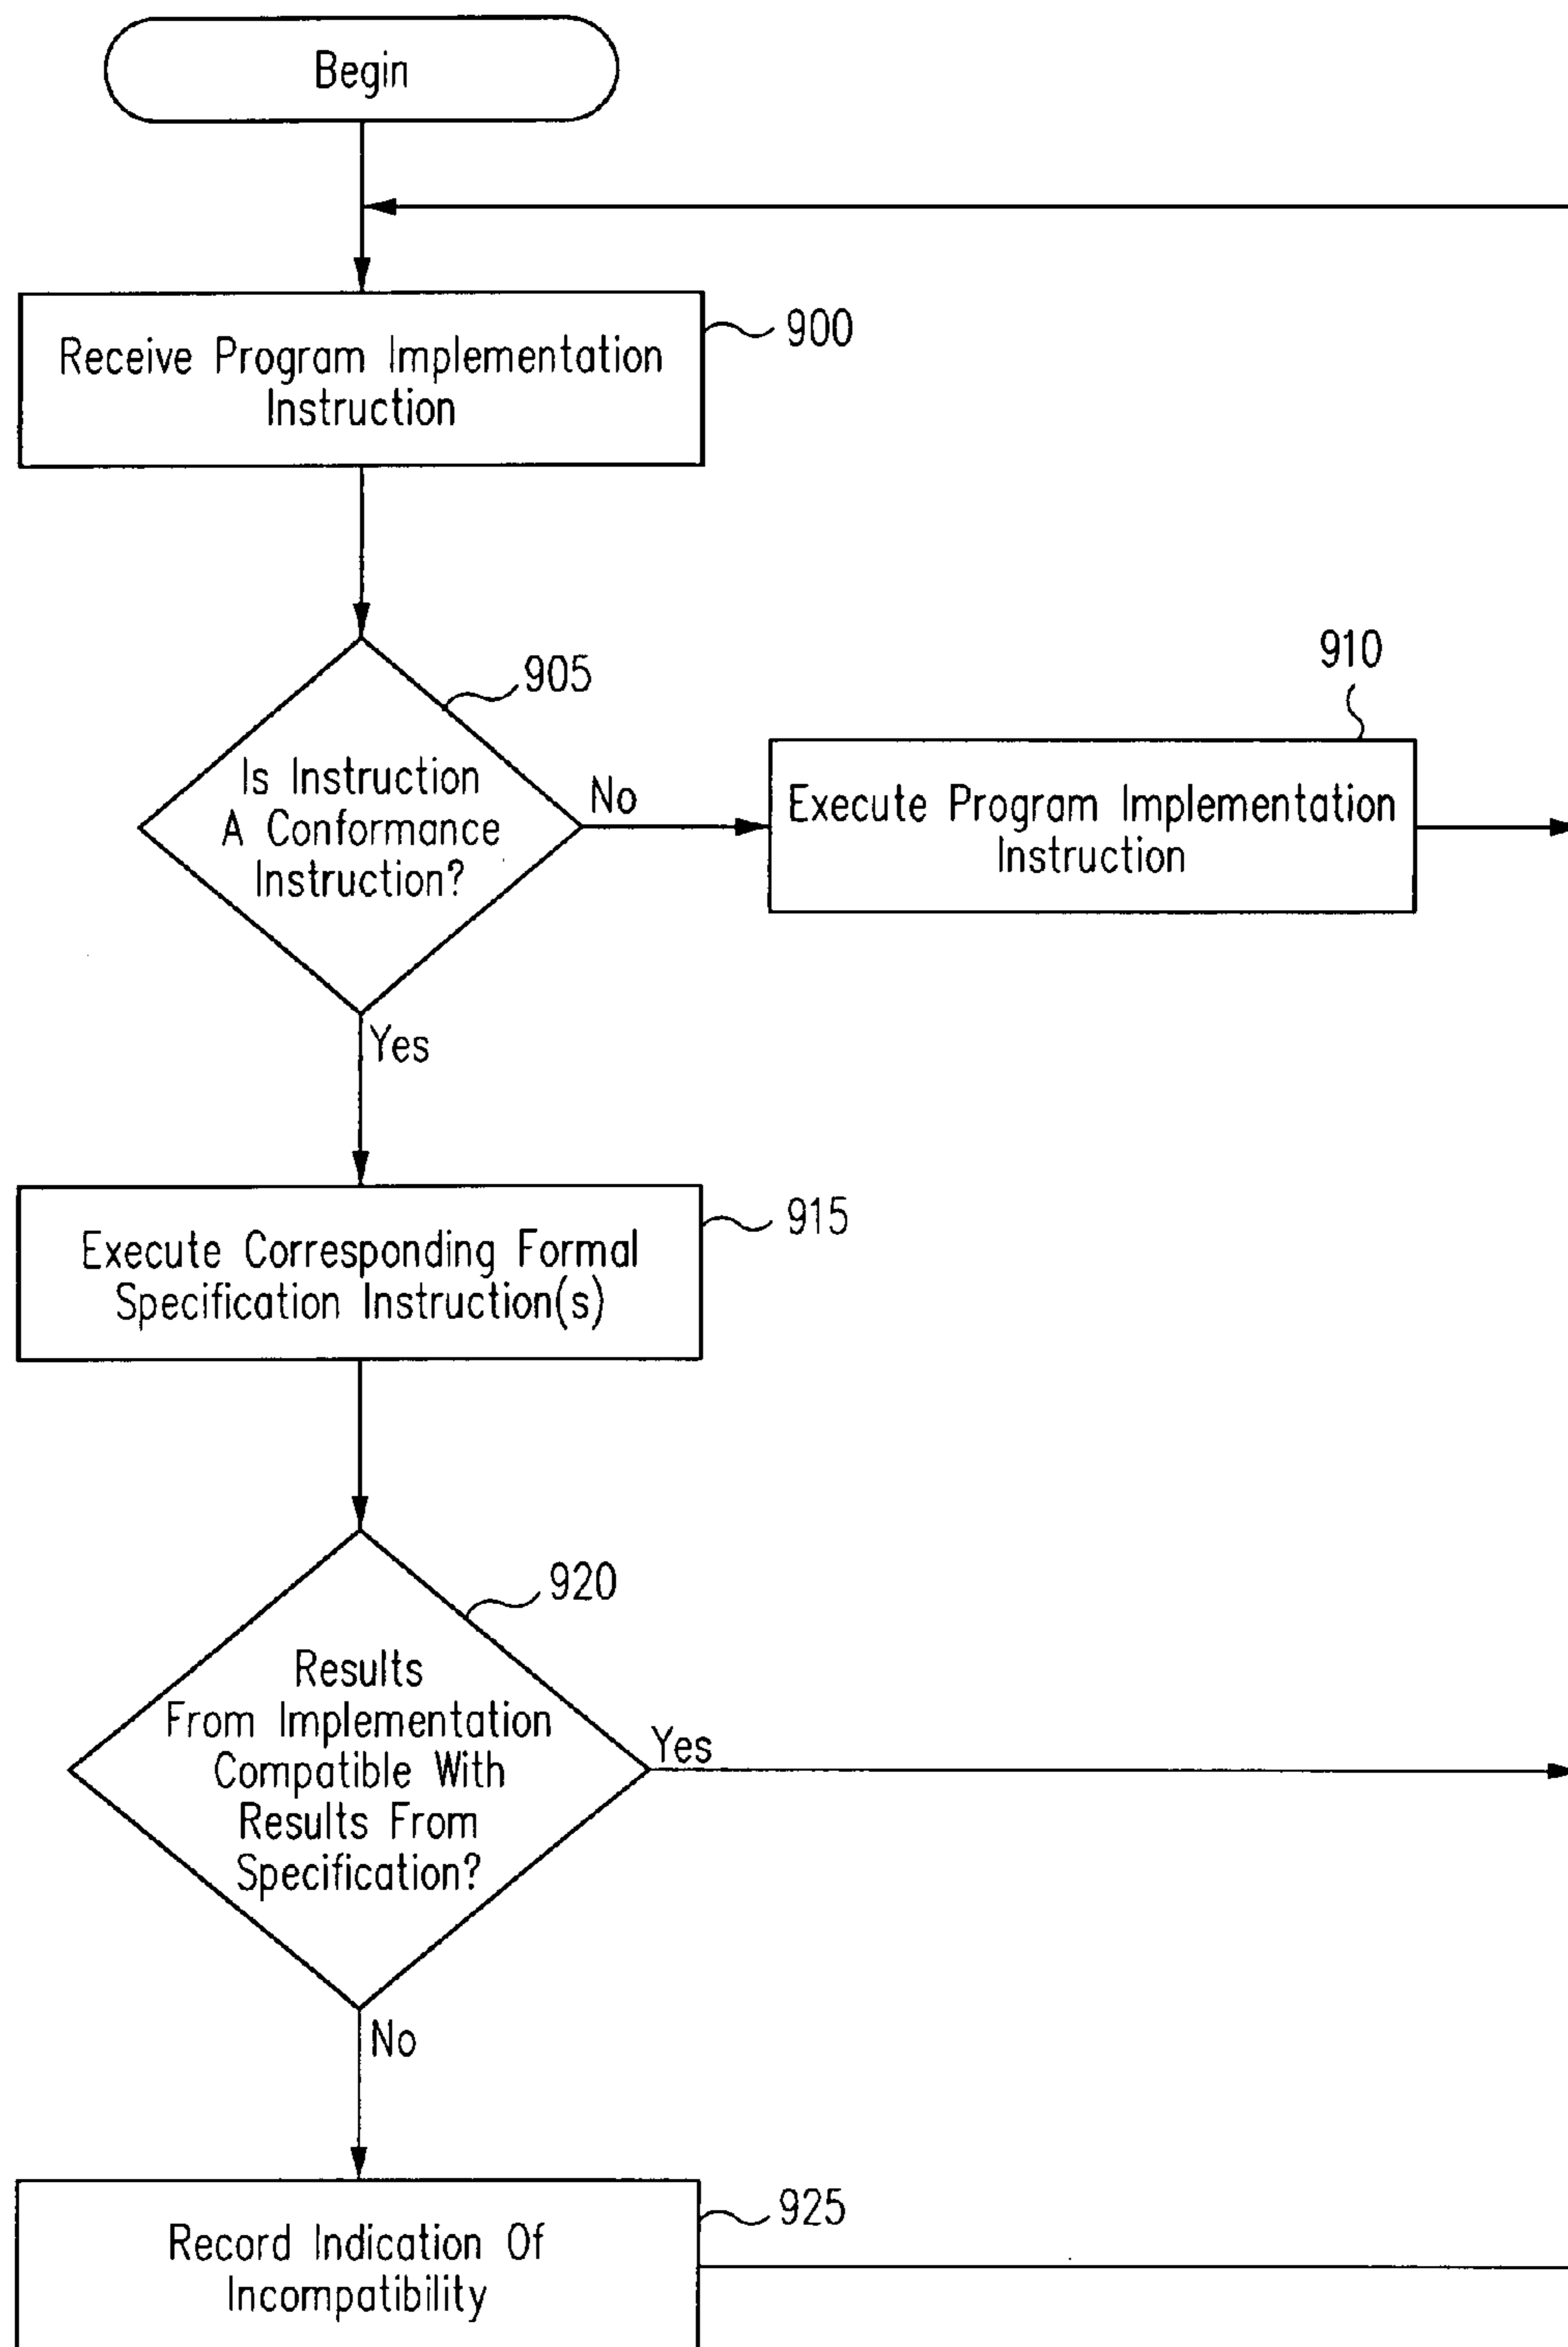 Begin
Receive Program Implementation
Instruction
900
905
Is Instruction
A Conformance
Instruction?
No
910
Execute Program Implementation
Instruction
Yes
Execute Corresponding Formal
Specification Instruction(s)
915
920
Results
From Implementation
Compatible With
Results From
Specification?
Yes
No
Record Indication Of
Incompatibility
925